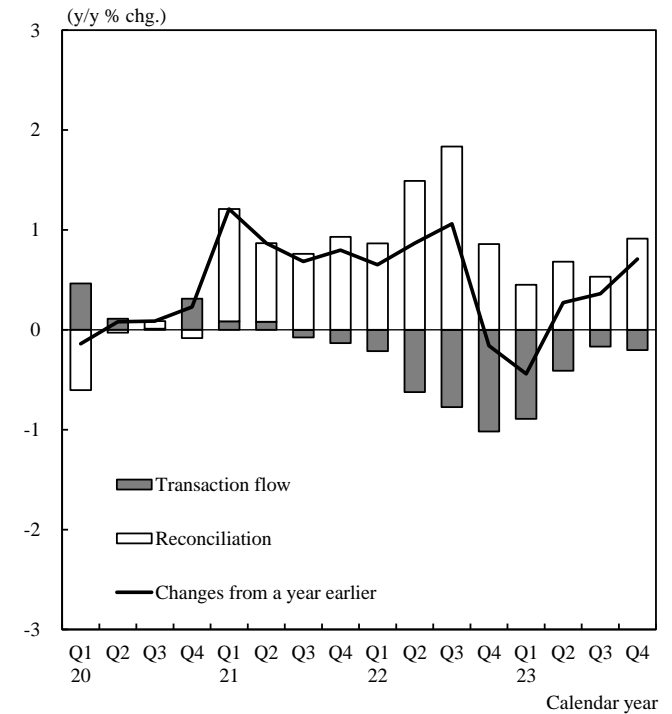 (y/y % chg.)
3
2
1
0
-1
-2
-3
Transaction flow
Reconciliation
Changes from a year earlier
Q1 Q2 Q3 Q4 Q1 Q2 Q3 Q4 Q1 Q2 Q3 Q4 Q1 Q2 Q3 Q4
20 21 22 23
Calendar year